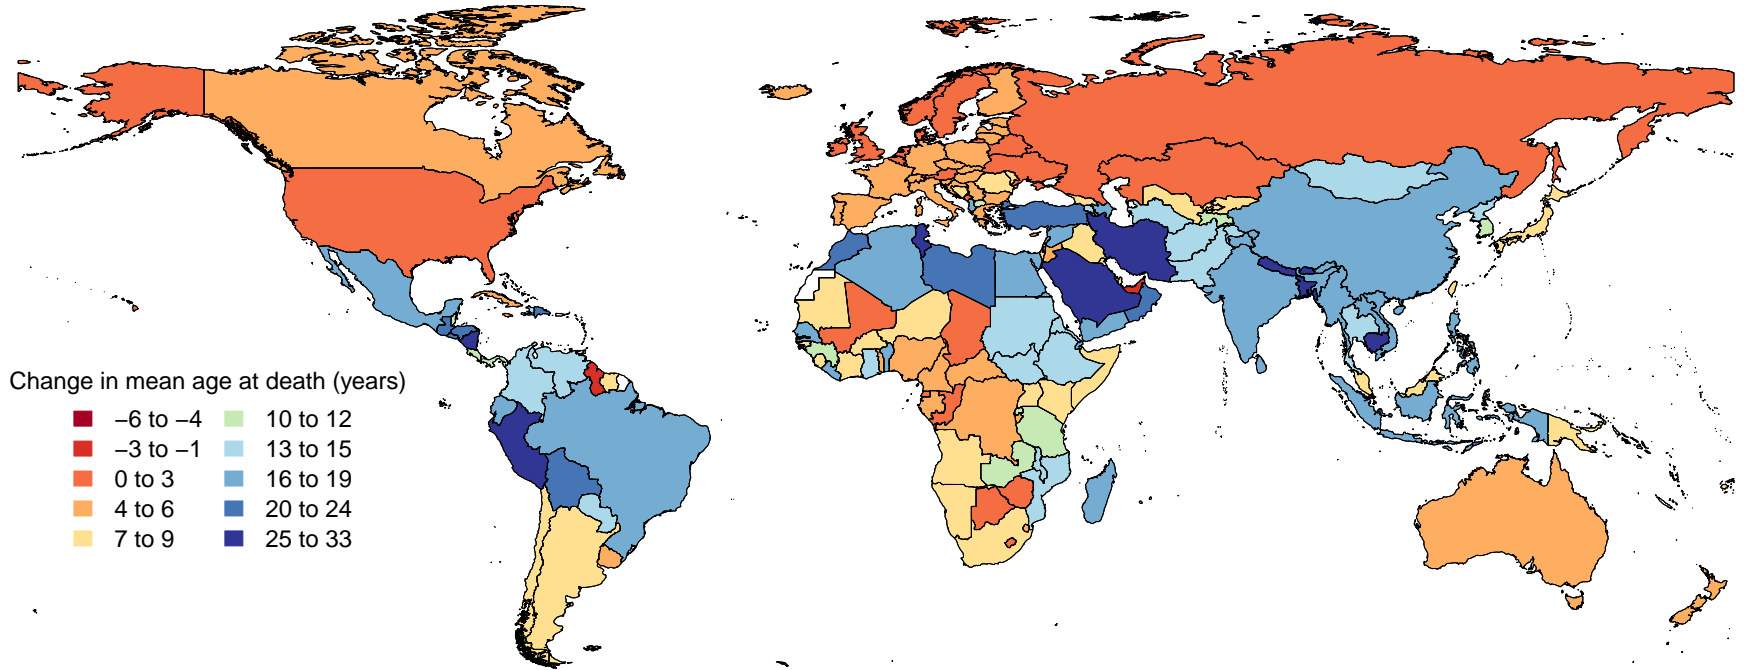 Change in mean age at death (years)
−6 to −4
−3 to −1
0 to 3
4 to 6
7 to 9
10 to 12
13 to 15
16 to 19
20 to 24
25 to 33